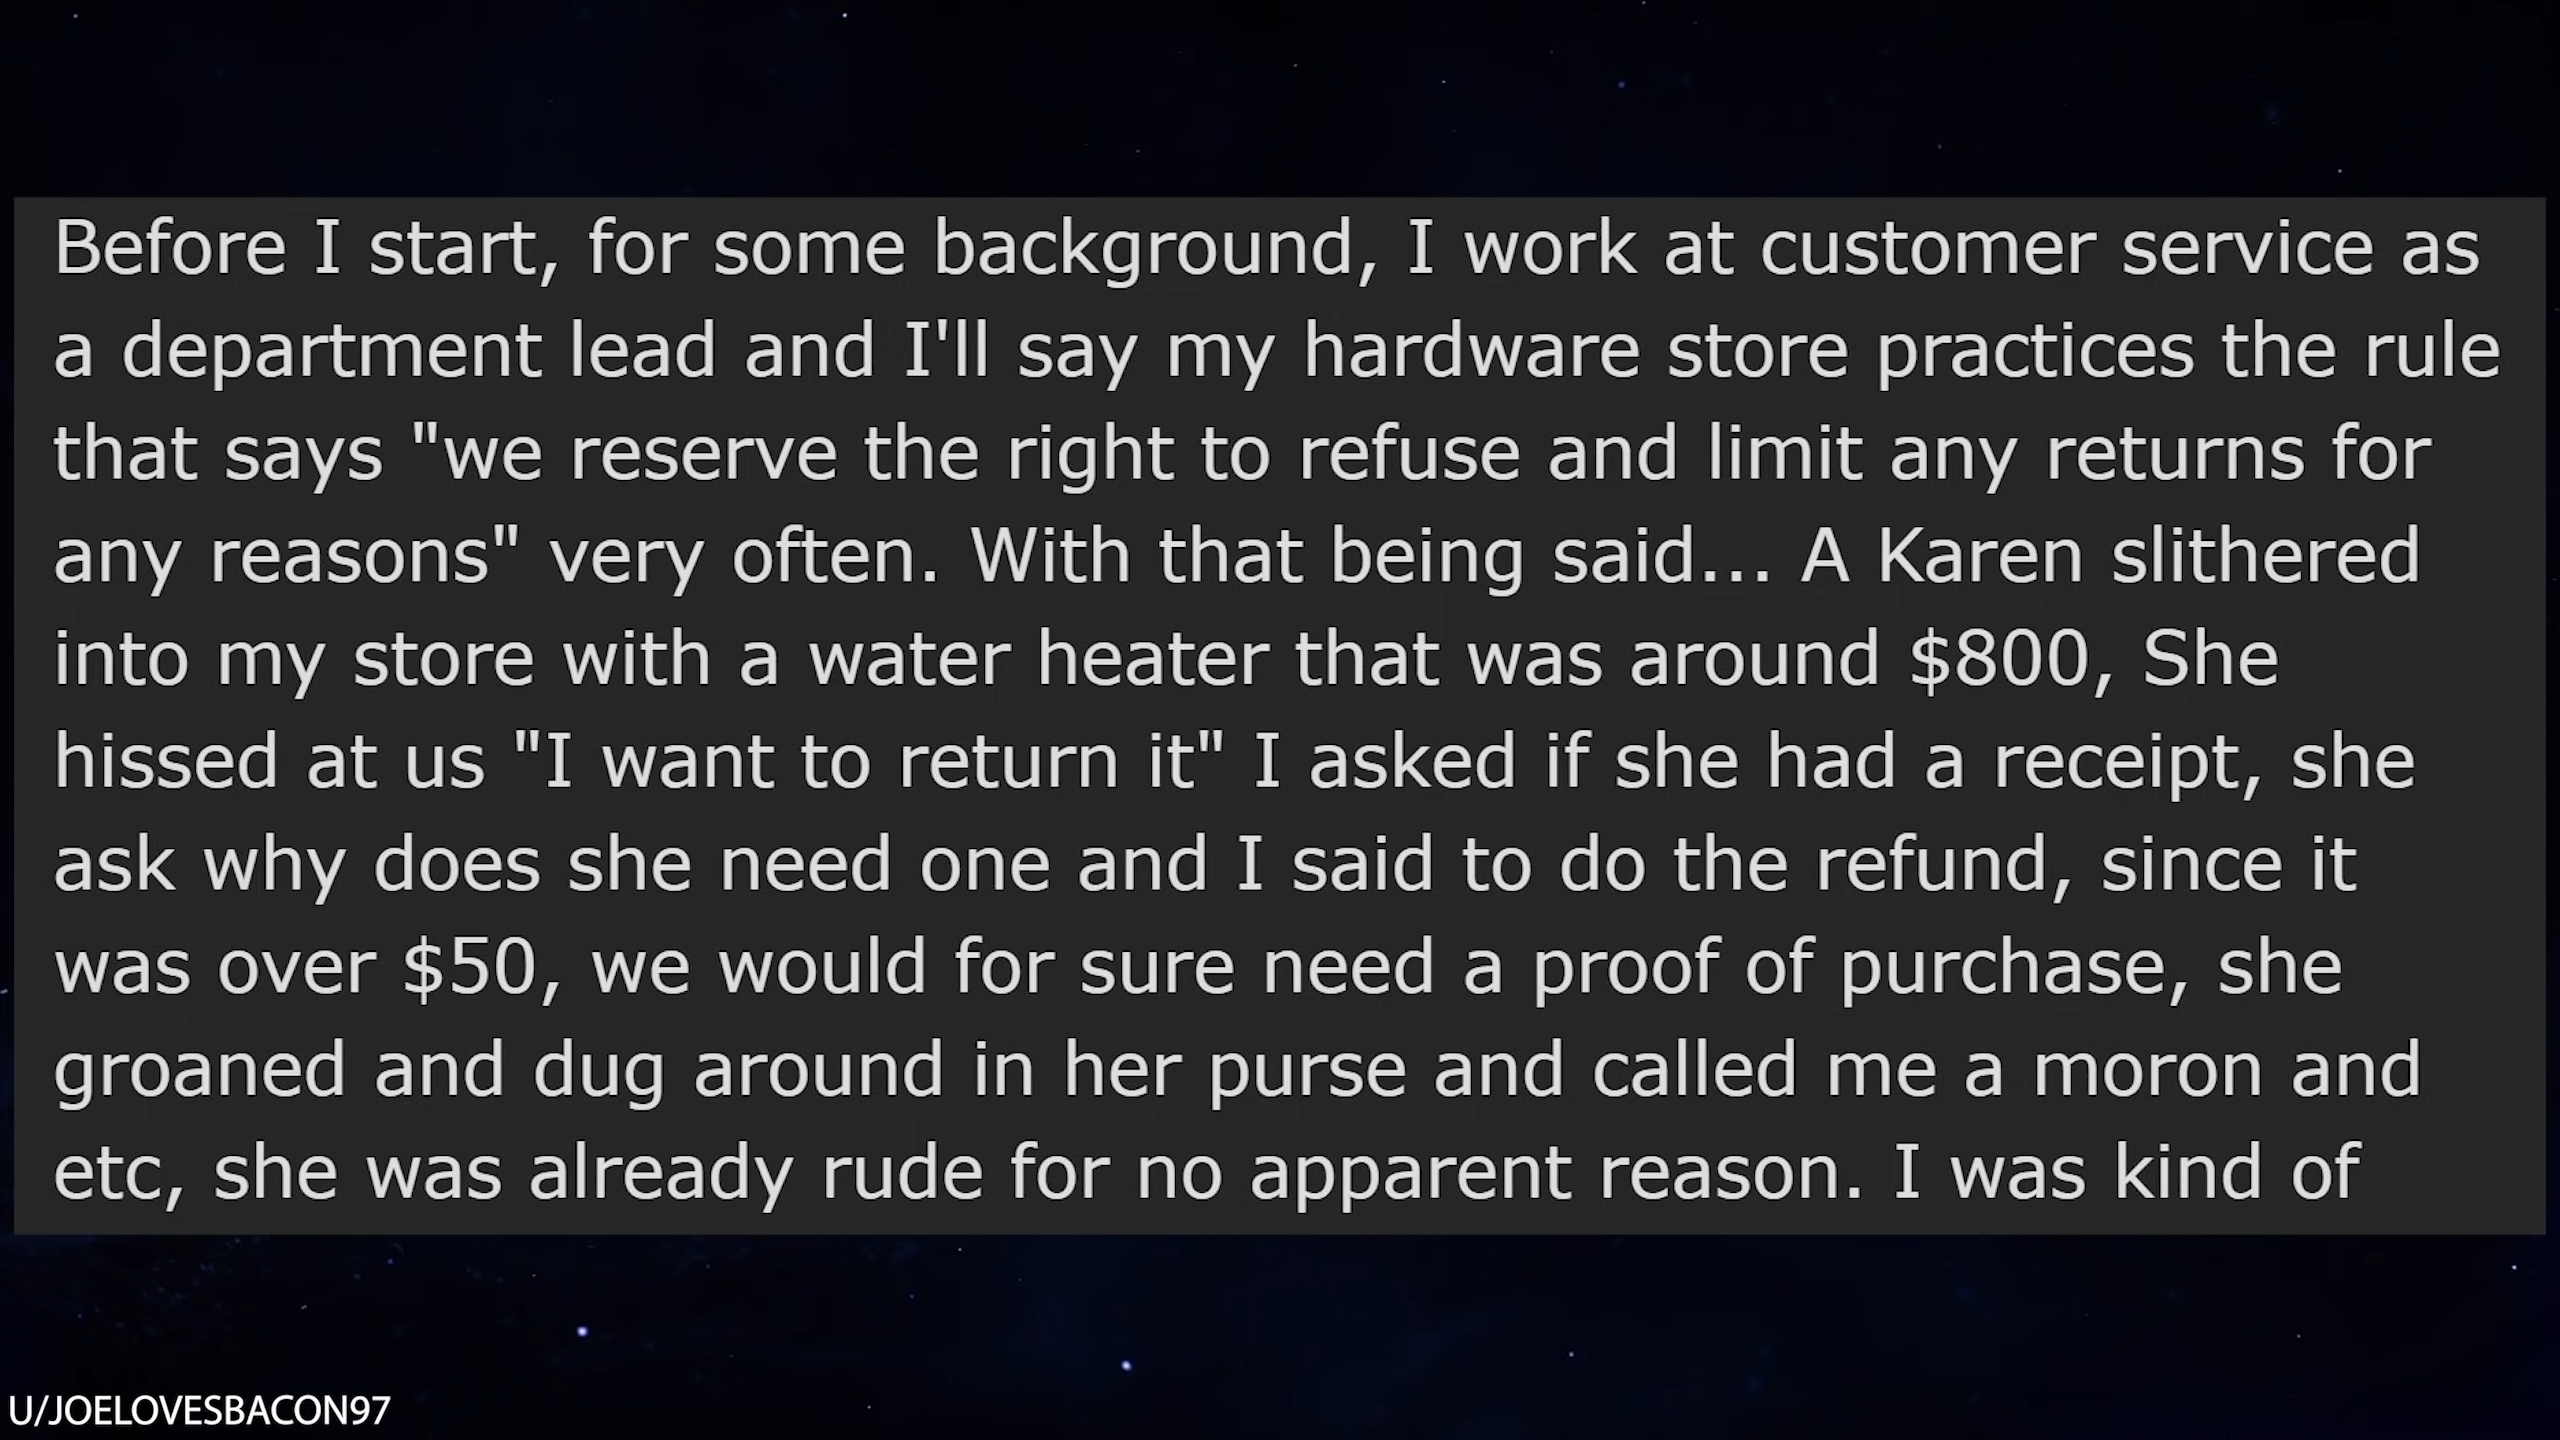 Before I start, for some background, I work at customer service as
a department lead and I'll say my hardware store practices the rule
that says "we reserve the right to refuse and limit any returns for
any reasons" very often. With that being said... A Karen slithered
into my store with a water heater that was around $800, She
hissed at us "I want to return it" I asked if she had a receipt, she
ask why does she need one and I said to do the refund, since it
was over $50, we would for sure need a proof of purchase, she
groaned and dug around in her purse and called me a moron and
etc, she was already rude for no apparent reason. I was kind of
U/JOELOVESBACON97